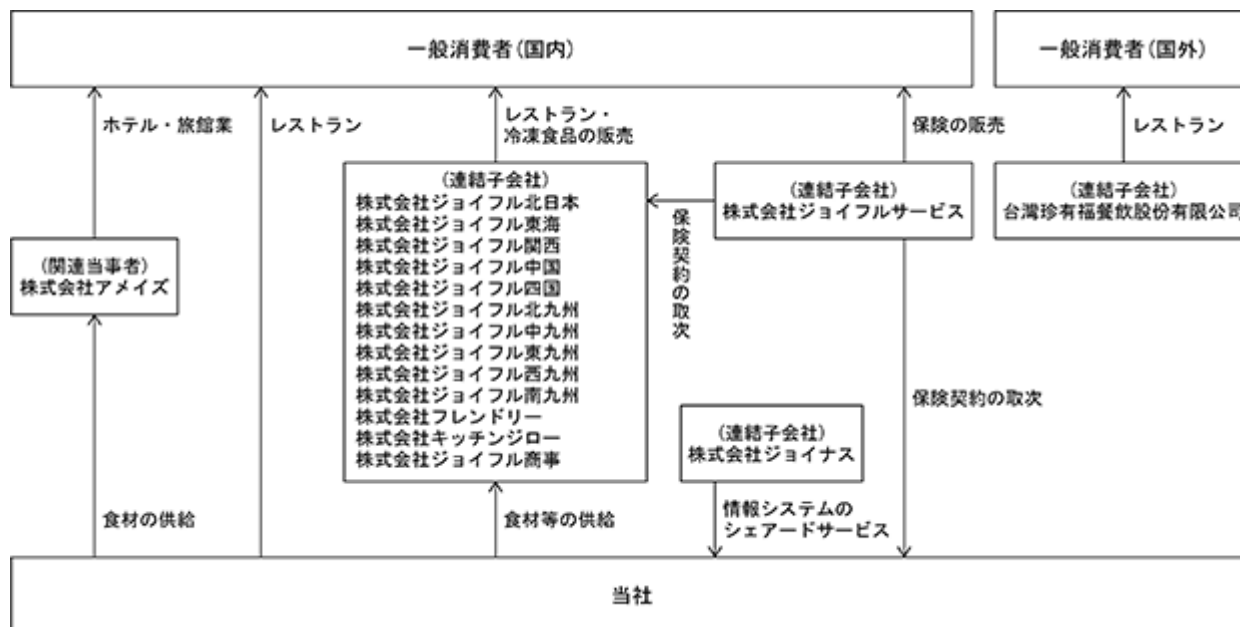 一般消費者(国内)
一般消費者(国外)
ホテル・旅館業
レストラン
レストラン・
冷凍食品の販売
保険の販売
レストラン
(連結子会社)
株式会社ジョイフル北日本
株式会社ジョイフル東海
株式会社ジョイフル関西
株式会社ジョイフル中国
株式会社ジョイフル四国
株式会社ジョイフル北九州
株式会社ジョイフル中九州
株式会社ジョイフル東九州
株式会社ジョイフル西九州
株式会社ジョイフル南九州
株式会社フレンドリー
株式会社キッチンジロー
株式会社ジョイフル商事
(連結子会社)
株式会社ジョイフルサービス
(連結子会社)
台灣珍有福餐飲股份有限公司
保険契約の取次
(関連当事者)
株式会社アメイズ
保険契約の取次
(連結子会社)
株式会社ジョイナス
食材の供給
食材等の供給
情報システムの
シェアードサービス
当社